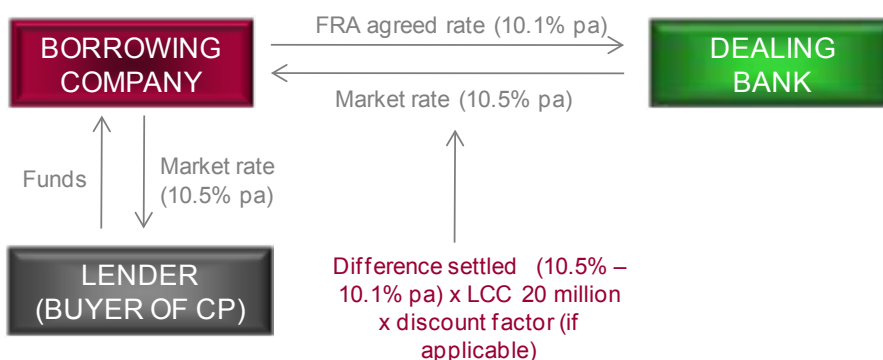 FRA agreed rate (10.1% pa)
BORROWING
COMPANY
DEALING
BANK
Market rate (10.5% pa)
Funds
Market rate
(10.5% pa)
LENDER
(BUYER OF CP)
Difference settled (10.5% –
10.1% pa) x LCC 20 million
x discount factor (if
applicable)